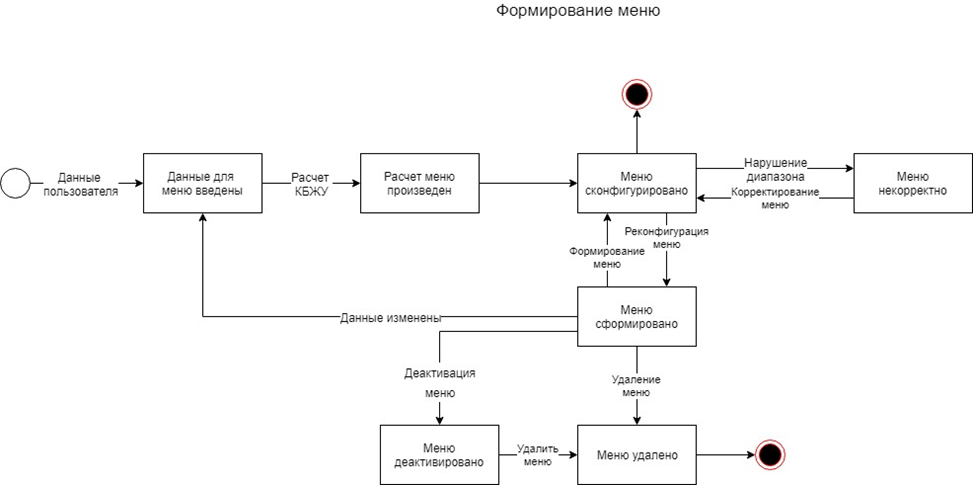 Формирование меню
Данные
пользователя
Данные для
меню введены
Расчет
КБЖУ
Расчет меню
произведен
Меню
сконфигурировано
Нарушение
диапазона
Корректирование
меню
Меню
некорректно
Реконфигурация
меню
Формирование
меню
Меню
сформировано
Данные изменены
Деактивация
меню
Удаление
меню
Меню
деактивировано
Удалить
меню
Меню удалено